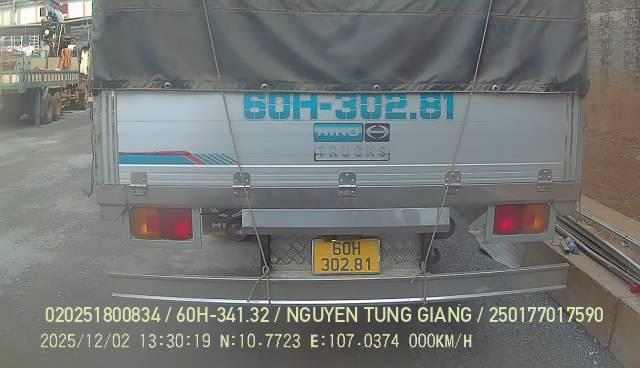 60H-302.81
HINO
TRUCKS
60H
302.81
020251800834 / 60H-341.32 / NGUYEN TUNG GIANG / 250177017590
2025/12/02 13:30:19 N:10.7723 E:107.0374 000KM/H